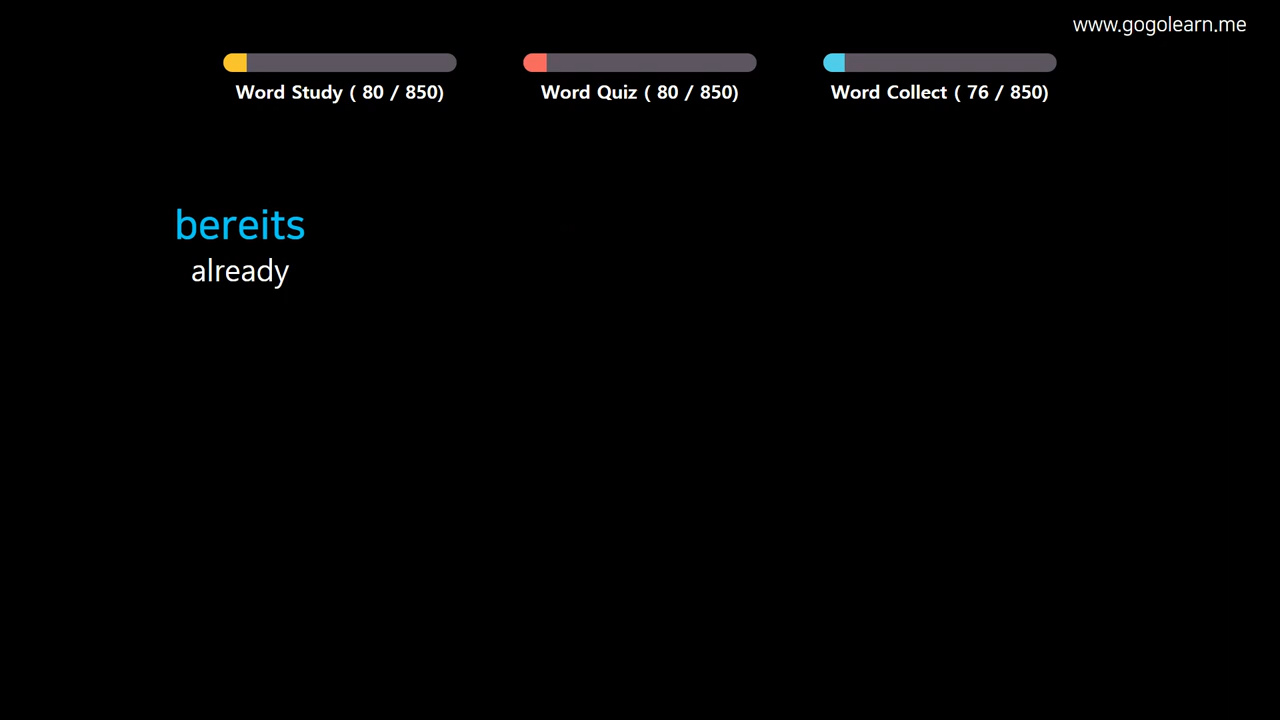 www.gogolearn.me
Word Study ( 80 / 850)
Word Quiz ( 80 / 850)
Word Collect ( 76 / 850)
bereits
already